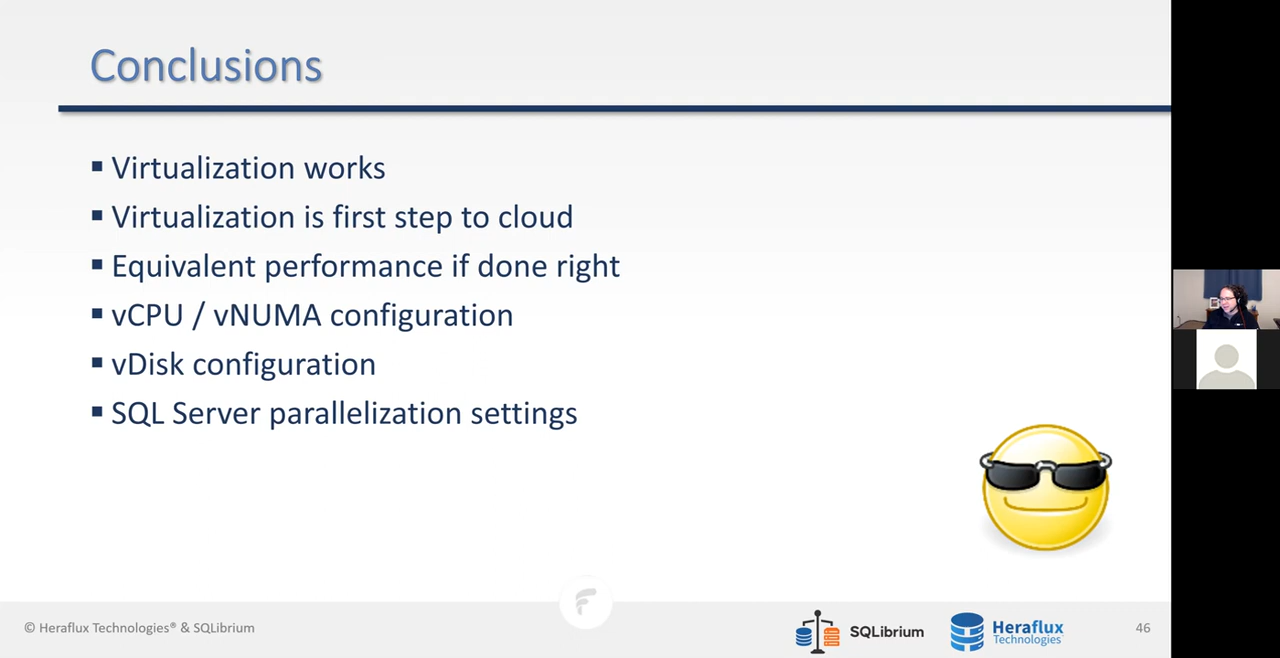 Conclusions
▪ Virtualization works
▪ Virtualization is first step to cloud
▪ Equivalent performance if done right
▪ vCPU / vNUMA configuration
▪ vDisk configuration
▪ SQL Server parallelization settings
© Heraflux Technologies® & SQLibrium
SQLibrium
Heraflux
Technologies
46